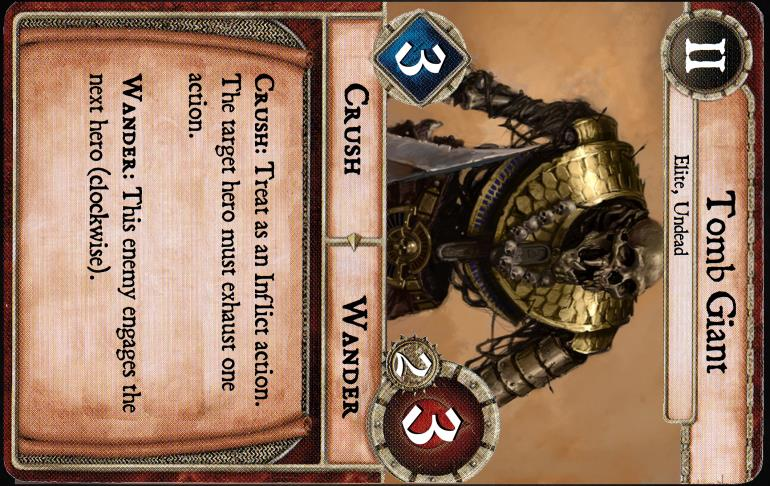 II
Tomb Giant
Elite, Undead
3
2
3
CRUSH
WANDER
CRUSH: Treat as an Inflict action.
The target hero must exhaust one
action.
WANDER: This enemy engages the
next hero (clockwise).